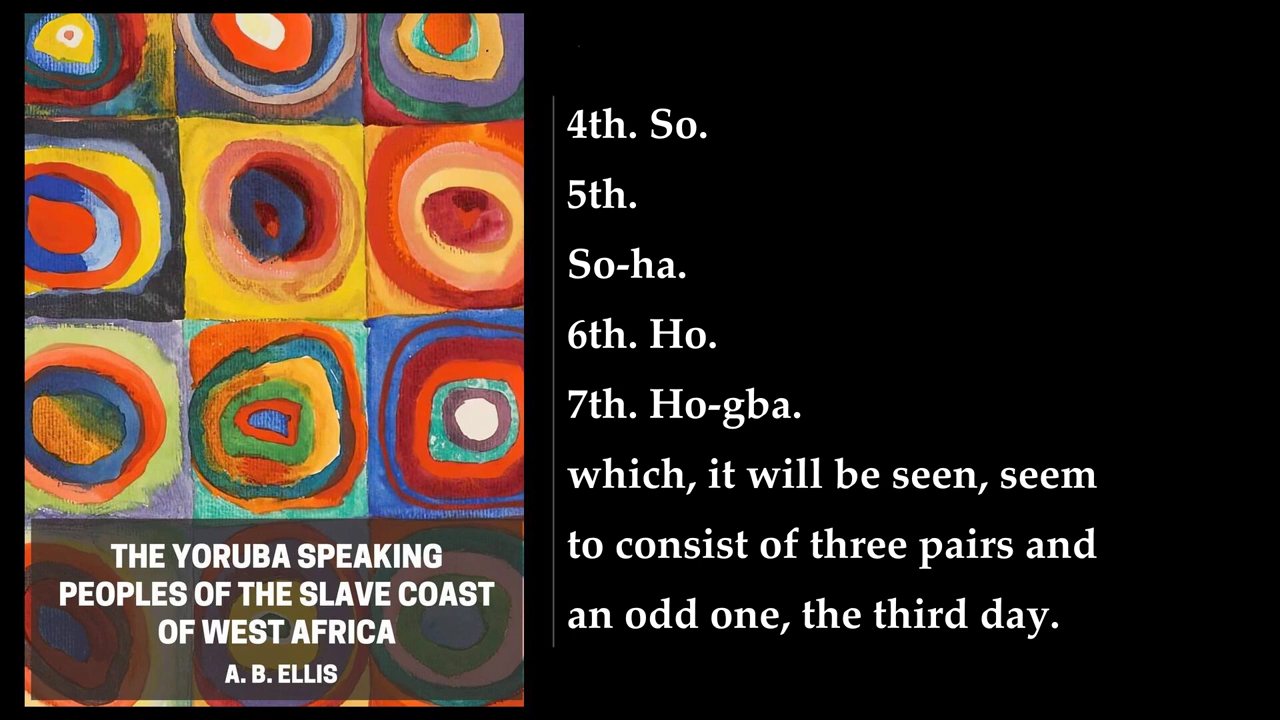 THE YORUBA SPEAKING
PEOPLES OF THE SLAVE COAST
OF WEST AFRICA
A. B. ELLIS
4th. So.
5th.
So-ha.
6th. Ho.
7th. Ho-gba.
which, it will be seen, seem
to consist of three pairs and
an odd one, the third day.